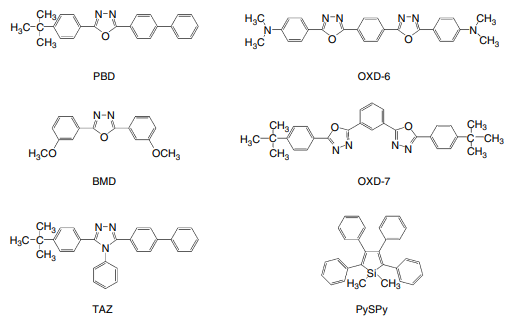 CH₃ N N
H₃C C
CH₃ O
PBD
H₃C N N N N CH₃
N N
CH₃ O O CH₃
OXD-6
N N
O
H₃CO OCH₃
BMD
CH₃ O O CH₃
H₃C C C CH₃
CH₃ N N N N CH₃
OXD-7
CH₃ N N
H₃C C
CH₃ N
TAZ
Si
H₃C CH₃
PySPy